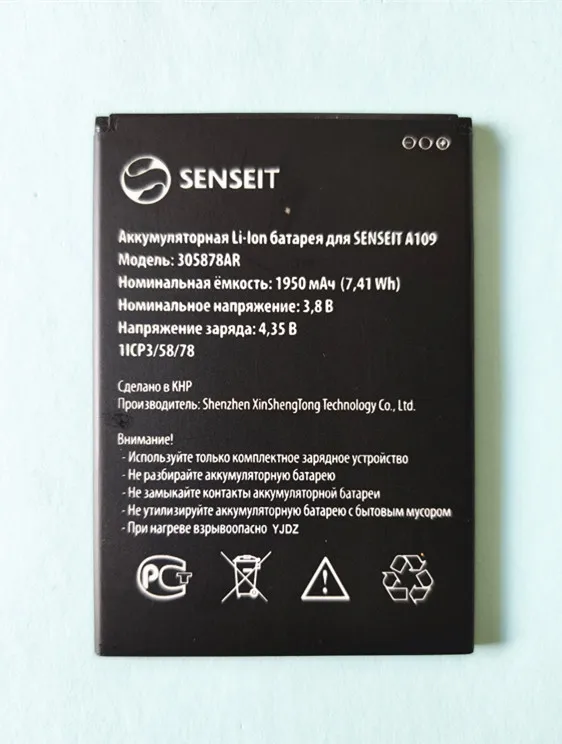 SENSEIT
Аккумуляторная Li-Ion батарея для SENSEIT A109
Модель: 305878AR
Номинальная ёмкость: 1950 мАч (7,41 Wh)
Номинальное напряжение: 3,8 В
Напряжение заряда: 4,35 В
1ICP3/58/78
Сделано в КНР
Производитель: Shenzhen XinShengTong Technology Co., Ltd.
Внимание!
- Используйте только комплектное зарядное устройство
- Не разбирайте аккумуляторную батарею
- Не замыкайте контакты аккумуляторной батареи
- Не утилизируйте аккумуляторную батарею с бытовым мусором
- При нагреве взрывоопасно YJDZ
РСТ